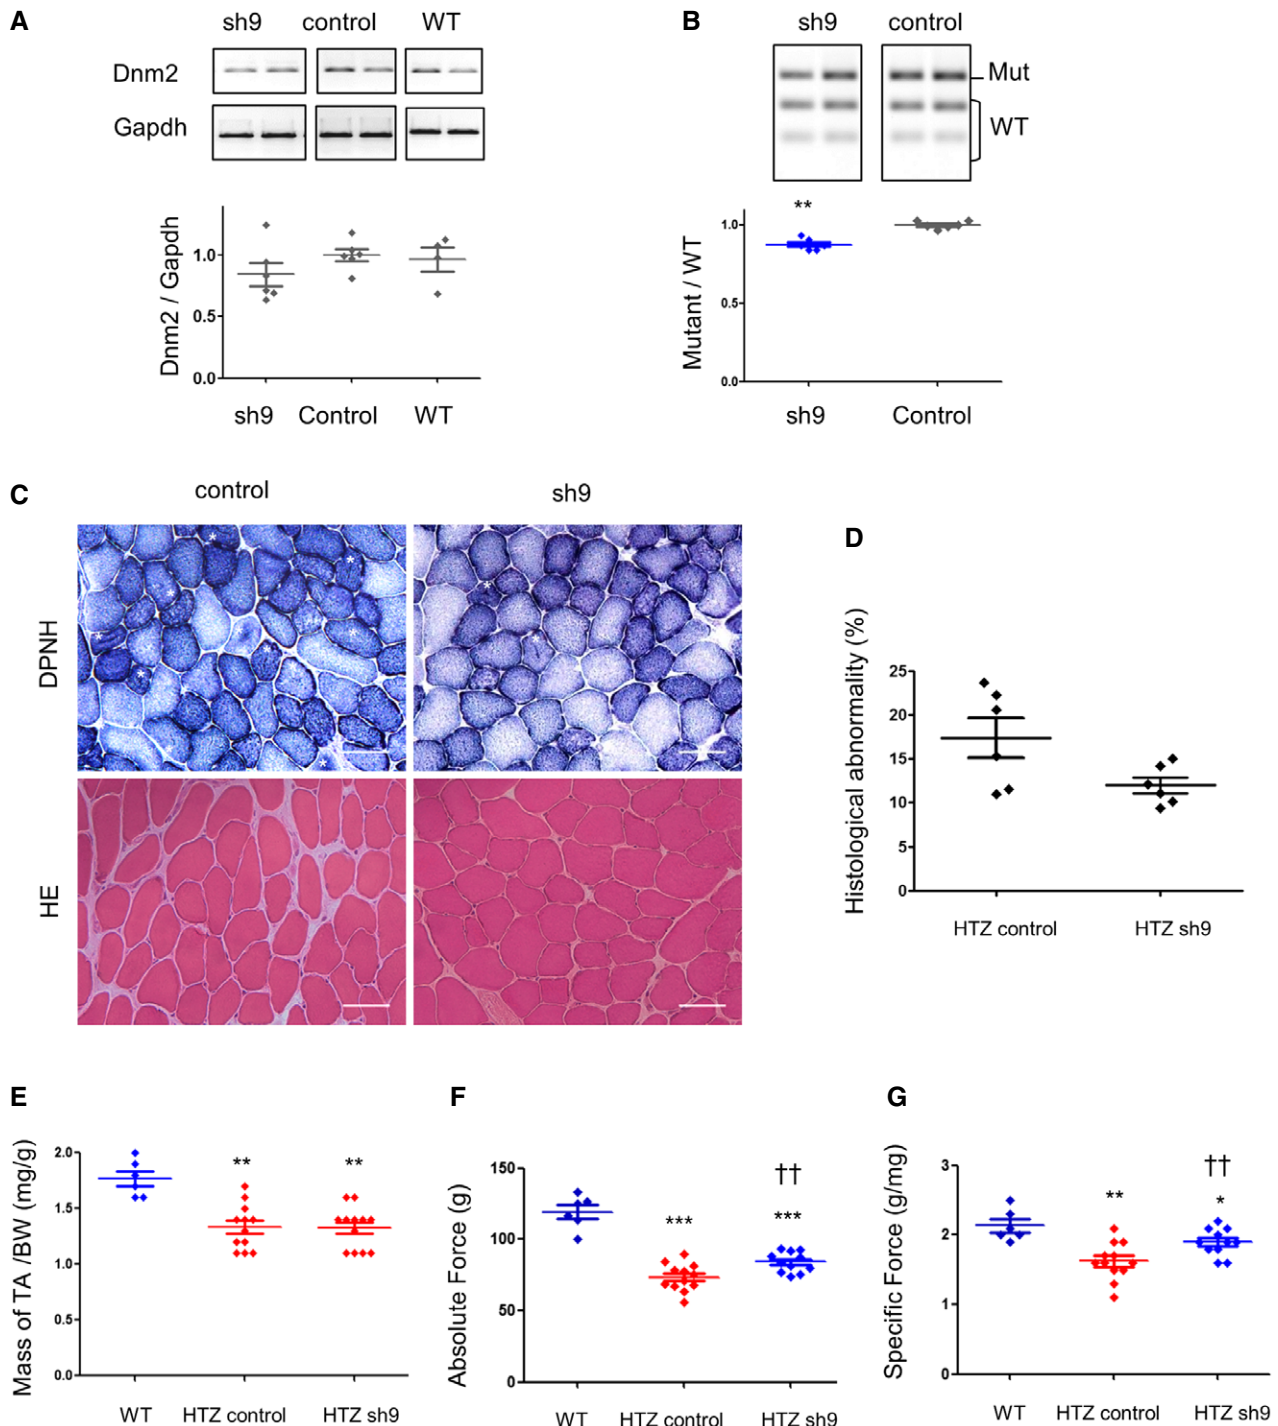 A
sh9 control WT
Dnm2
Gapdh
Dnm2 / Gapdh
1.0
0.5
0.0
sh9 Control WT
B
sh9 control
Mut
WT
**
Mutant / WT
1.0
0.5
0.0
sh9 Control
C
control sh9
DPNH
* * * * * * * *
* *
HE
D
Histological abnormality (%)
25
20
15
10
5
0
HTZ control HTZ sh9
E
Mass of TA /BW (mg/g)
2.0
1.5
1.0
0.5
0.0
** **
WT HTZ control HTZ sh9
F
Absolute Force (g)
150
100
50
0
††
*** ***
WT HTZ control HTZ sh9
G
Specific Force (g/mg)
3
2
1
0
††
** *
WT HTZ control HTZ sh9